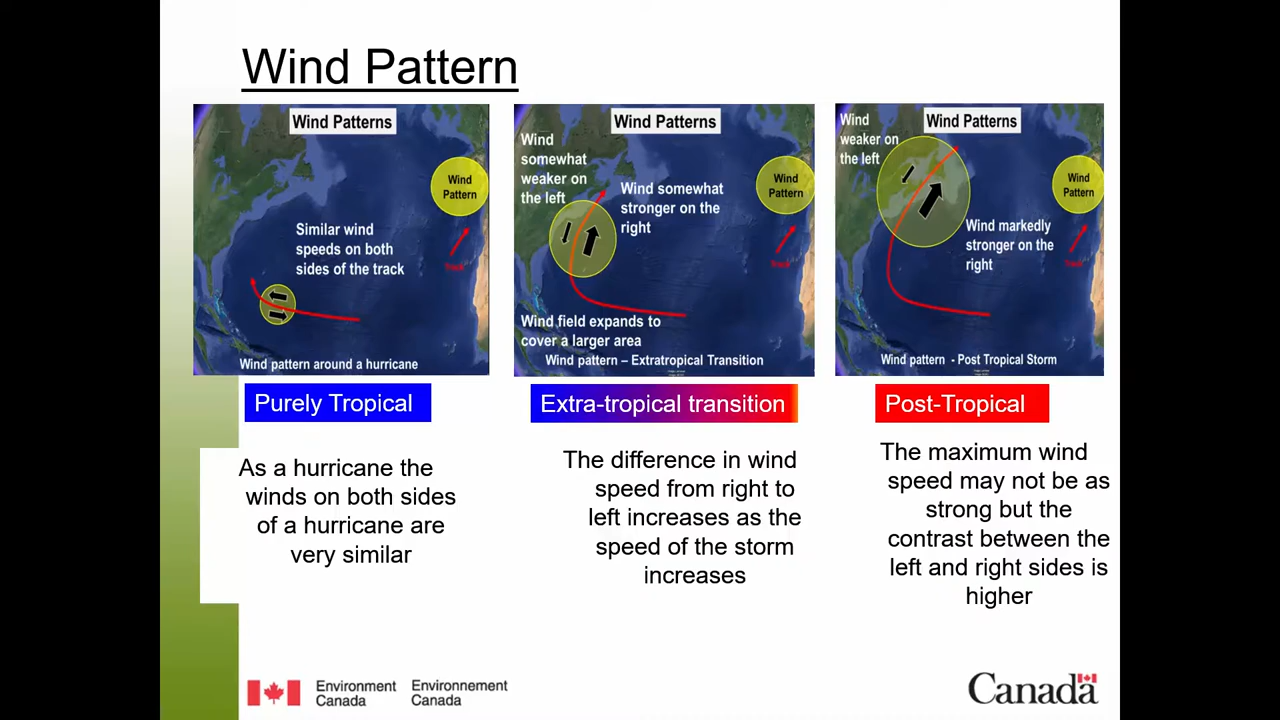 Wind Pattern
Wind Patterns
Wind
Pattern
Similar wind
speeds on both
sides of the track
Track
Wind pattern around a hurricane
Wind Patterns
Wind
somewhat
weaker on
the left
Wind somewhat
stronger on the
right
Wind
Pattern
Track
Wind field expands to
cover a larger area
Wind pattern – Extratropical Transition
Wind Patterns
Wind
weaker on
the left
Wind
Pattern
Wind markedly
stronger on the
right
Track
Wind pattern - Post Tropical Storm
Purely Tropical
Extra-tropical transition
Post-Tropical
As a hurricane the
winds on both sides
of a hurricane are
very similar
The difference in wind
speed from right to
left increases as the
speed of the storm
increases
The maximum wind
speed may not be as
strong but the
contrast between the
left and right sides is
higher
Environment
Canada
Environnement
Canada
Canada